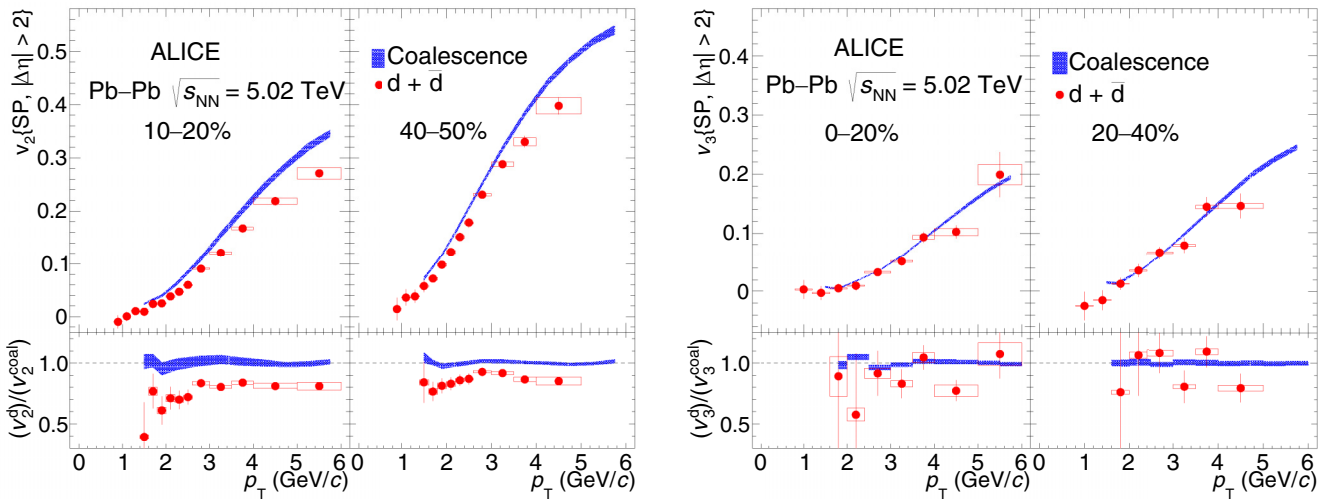 v₂{SP, |Δη| > 2}
0.5
0.4
0.3
0.2
0.1
0
ALICE
Pb–Pb √sNN = 5.02 TeV
10–20%
Coalescence
d + d̅
40–50%
(v₂ᵈ)/(v₂ᶜᵒᵃˡ)
1.0
0.5
0 1 2 3 4 5 6
pT (GeV/c)
1 2 3 4 5 6
pT (GeV/c)
v₃{SP, |Δη| > 2}
0.4
0.3
0.2
0.1
0
ALICE
Pb–Pb √sNN = 5.02 TeV
0–20%
Coalescence
d + d̅
20–40%
(v₃ᵈ)/(v₃ᶜᵒᵃˡ)
1.0
0.5
0 1 2 3 4 5 6
pT (GeV/c)
1 2 3 4 5 6
pT (GeV/c)